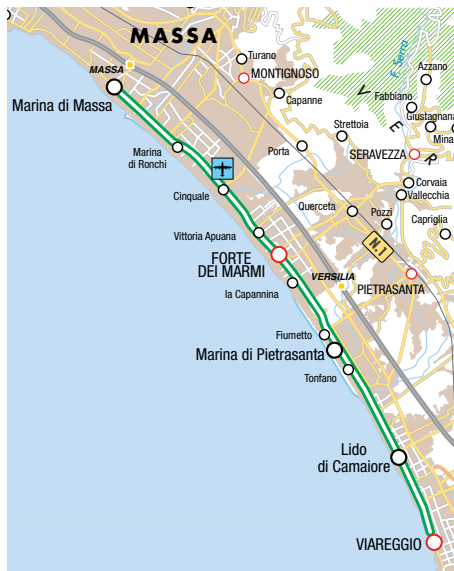 MASSA
Turano
MASSA
MONTIGNOSO
Azzano
F. Serra
Marina di Massa
Capanne
Fabbiano
V
Giustagnana
Strettoia
E
Mina
Marina
di Ronchi
Porta
SERAVEZZA
R
Cinquale
Corvaia
Vallecchia
Querceta
Pozzi
Capriglia
Vittoria Apuana
N.1
FORTE
DEI MARMI
VERSILIA
PIETRASANTA
la Capannina
Fiumetto
Marina di Pietrasanta
Tonfano
Lido
di Camaiore
VIAREGGIO